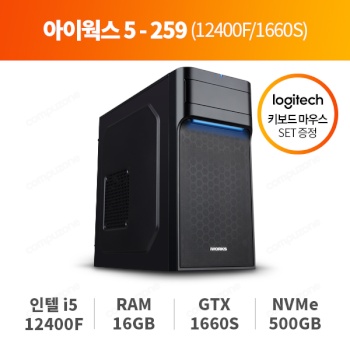 아이웍스 5 - 259 (12400F/1660S)
logitech
키보드 마우스
SET 증정
IWORKS
인텔 i5
12400F
RAM
16GB
GTX
1660S
NVMe
500GB